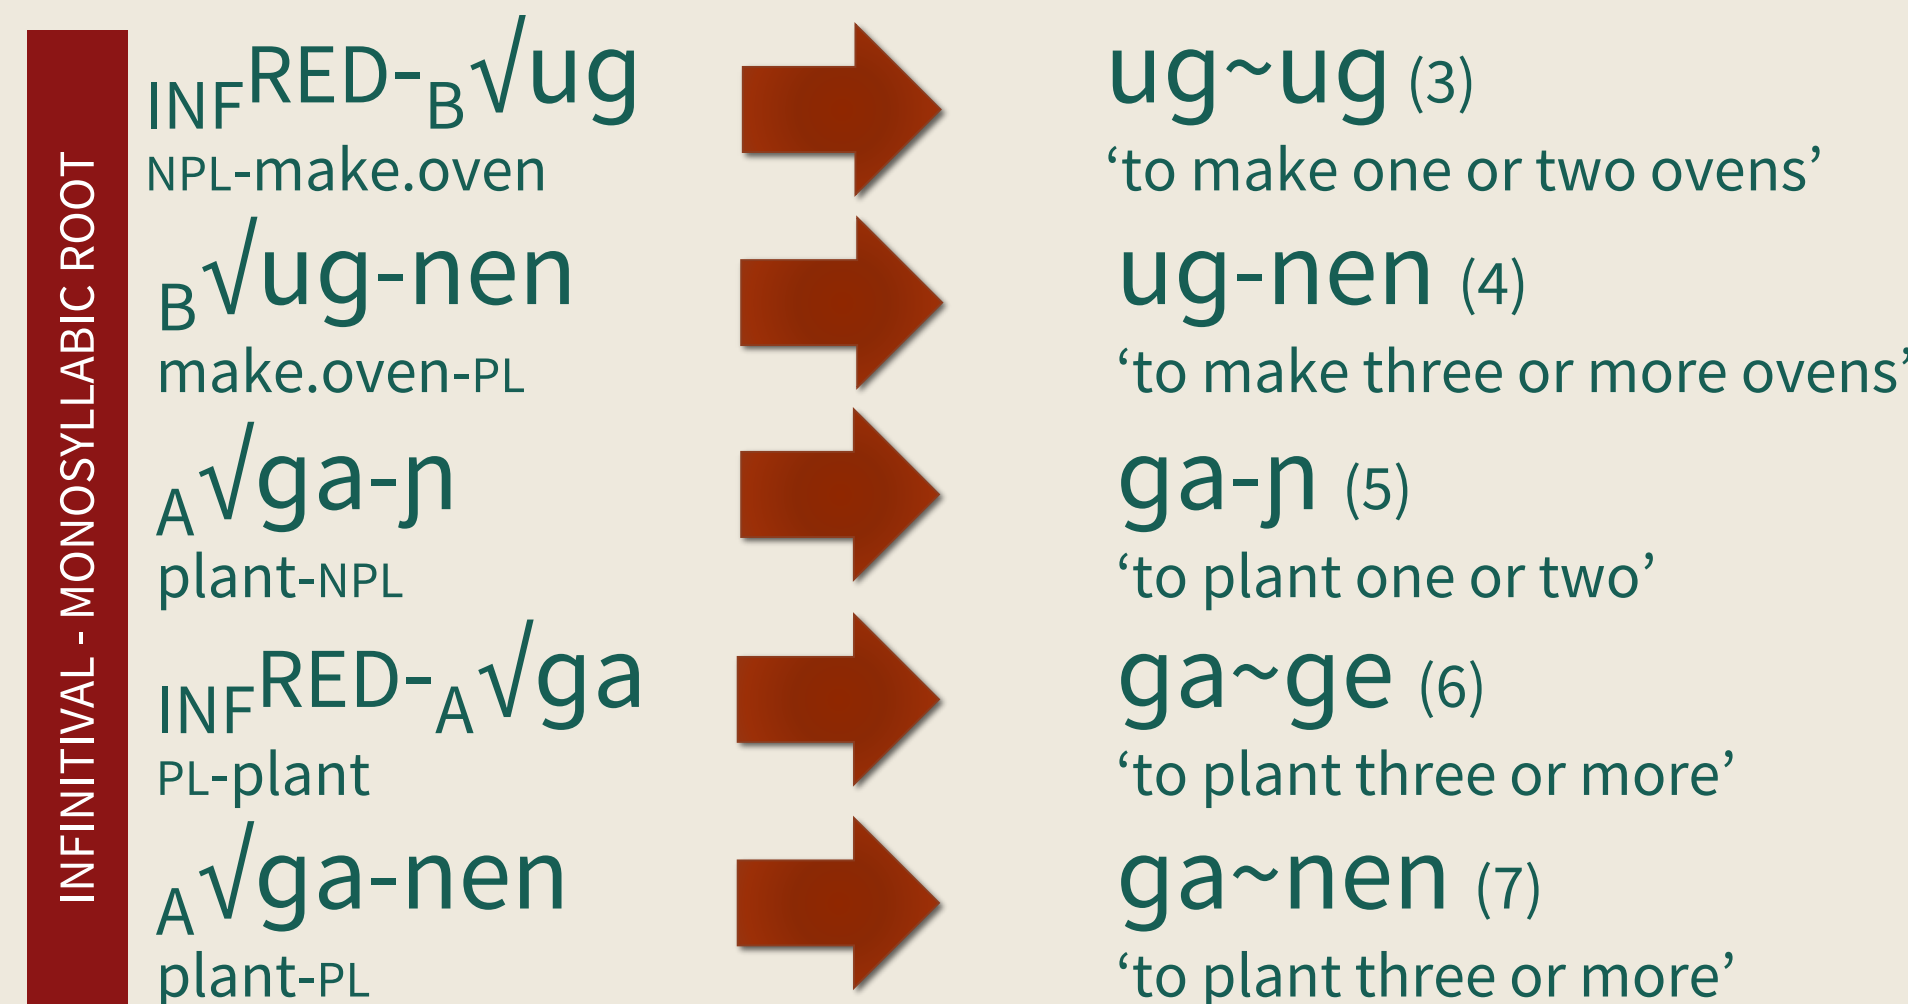 INFINITIVAL - MONOSYLLABIC ROOT
INFRED-B√ug ug~ug (3)
NPL-make.oven ‘to make one or two ovens’
B√ug-nen ug-nen (4)
make.oven-PL ‘to make three or more ovens’
A√ga-ɲ ga-ɲ (5)
plant-NPL ‘to plant one or two’
INFRED-A√ga ga~ge (6)
PL-plant ‘to plant three or more’
A√ga-nen ga~nen (7)
plant-PL ‘to plant three or more’